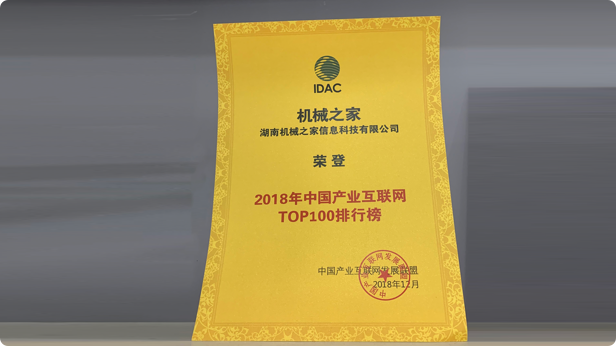 IDAC
机械之家
湖南机械之家信息科技有限公司
荣登
2018年中国产业互联网
TOP100排行榜
中国产业互联网发展联盟
2018年12月